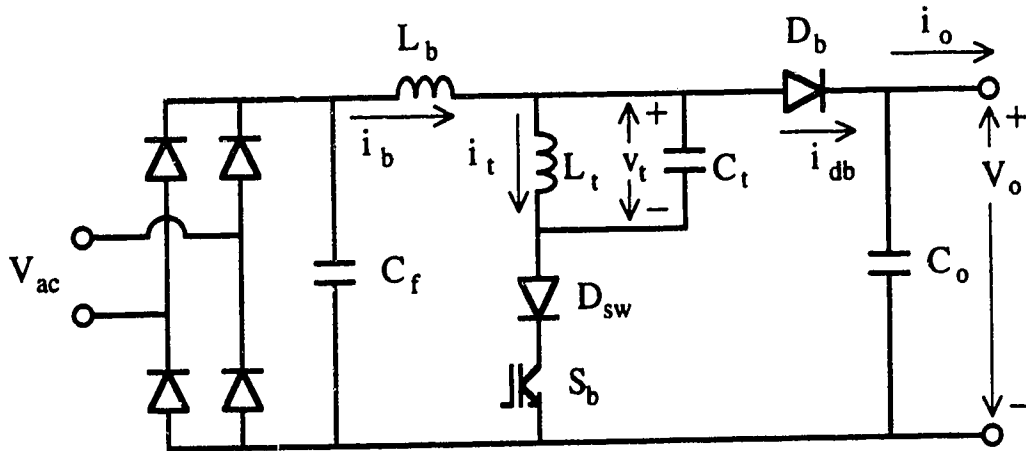 L_b
D_b
i_o
i_b
i_t
L_t
+
v_t
−
C_t
i_db
+
V_o
−
V_ac
C_f
D_sw
C_o
S_b